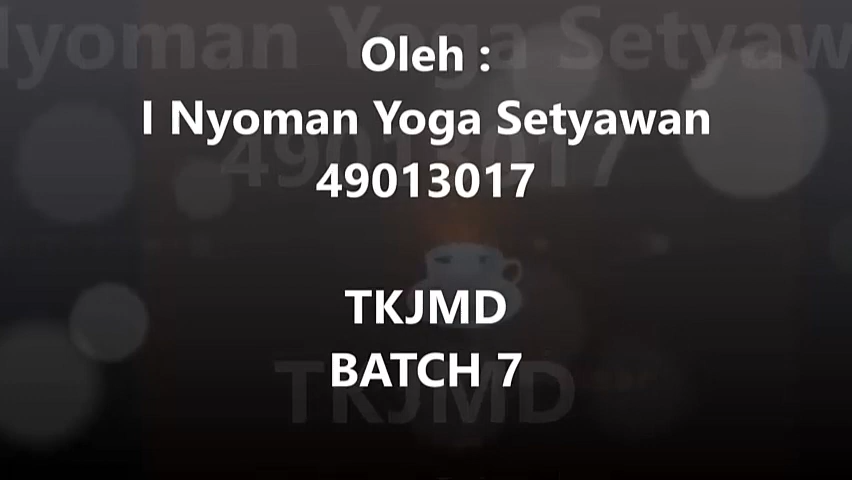 Oleh :
I Nyoman Yoga Setyawan
49013017
TKJMD
BATCH 7